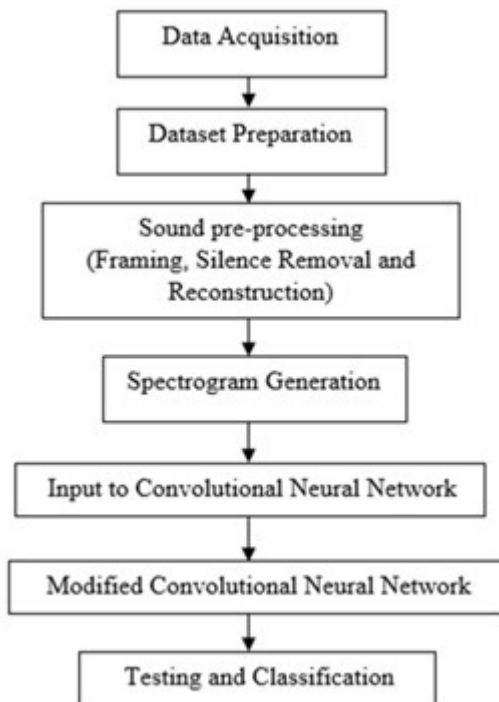 Data Acquisition
Dataset Preparation
Sound pre-processing
(Framing, Silence Removal and
Reconstruction)
Spectrogram Generation
Input to Convolutional Neural Network
Modified Convolutional Neural Network
Testing and Classification